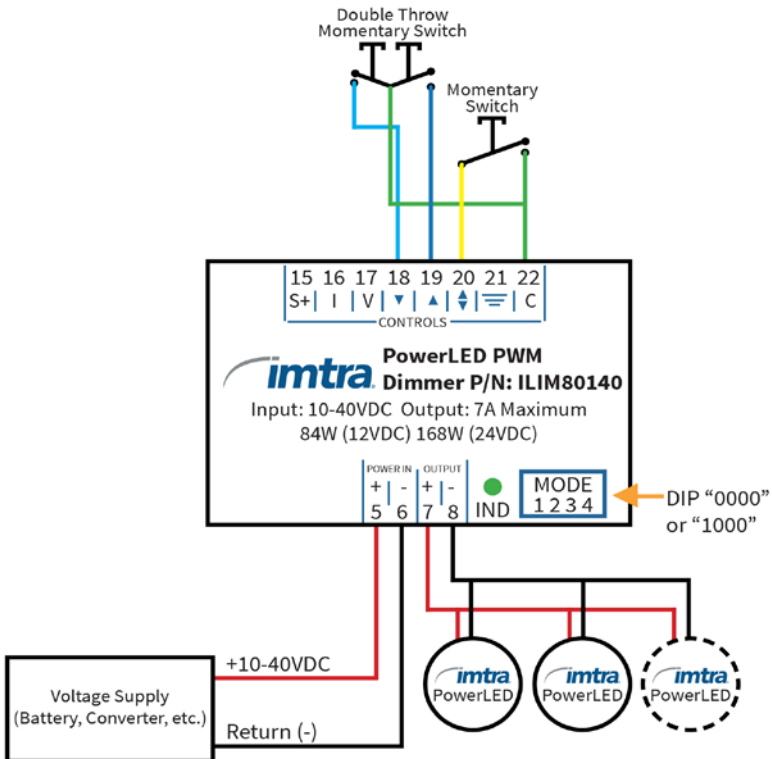 Double Throw
Momentary Switch
Momentary
Switch
15 16 17 18 19 20 21 22
S+ I V ▼ ▲ C
CONTROLS
imtra PowerLED PWM
Dimmer P/N: ILIM80140
Input: 10-40VDC Output: 7A Maximum
84W (12VDC) 168W (24VDC)
POWER IN OUTPUT
+ - + -
5 6 7 8
IND
MODE
1 2 3 4
DIP “0000”
or “1000”
+10-40VDC
Voltage Supply
(Battery, Converter, etc.)
Return (-)
imtra
PowerLED
imtra
PowerLED
imtra
PowerLED